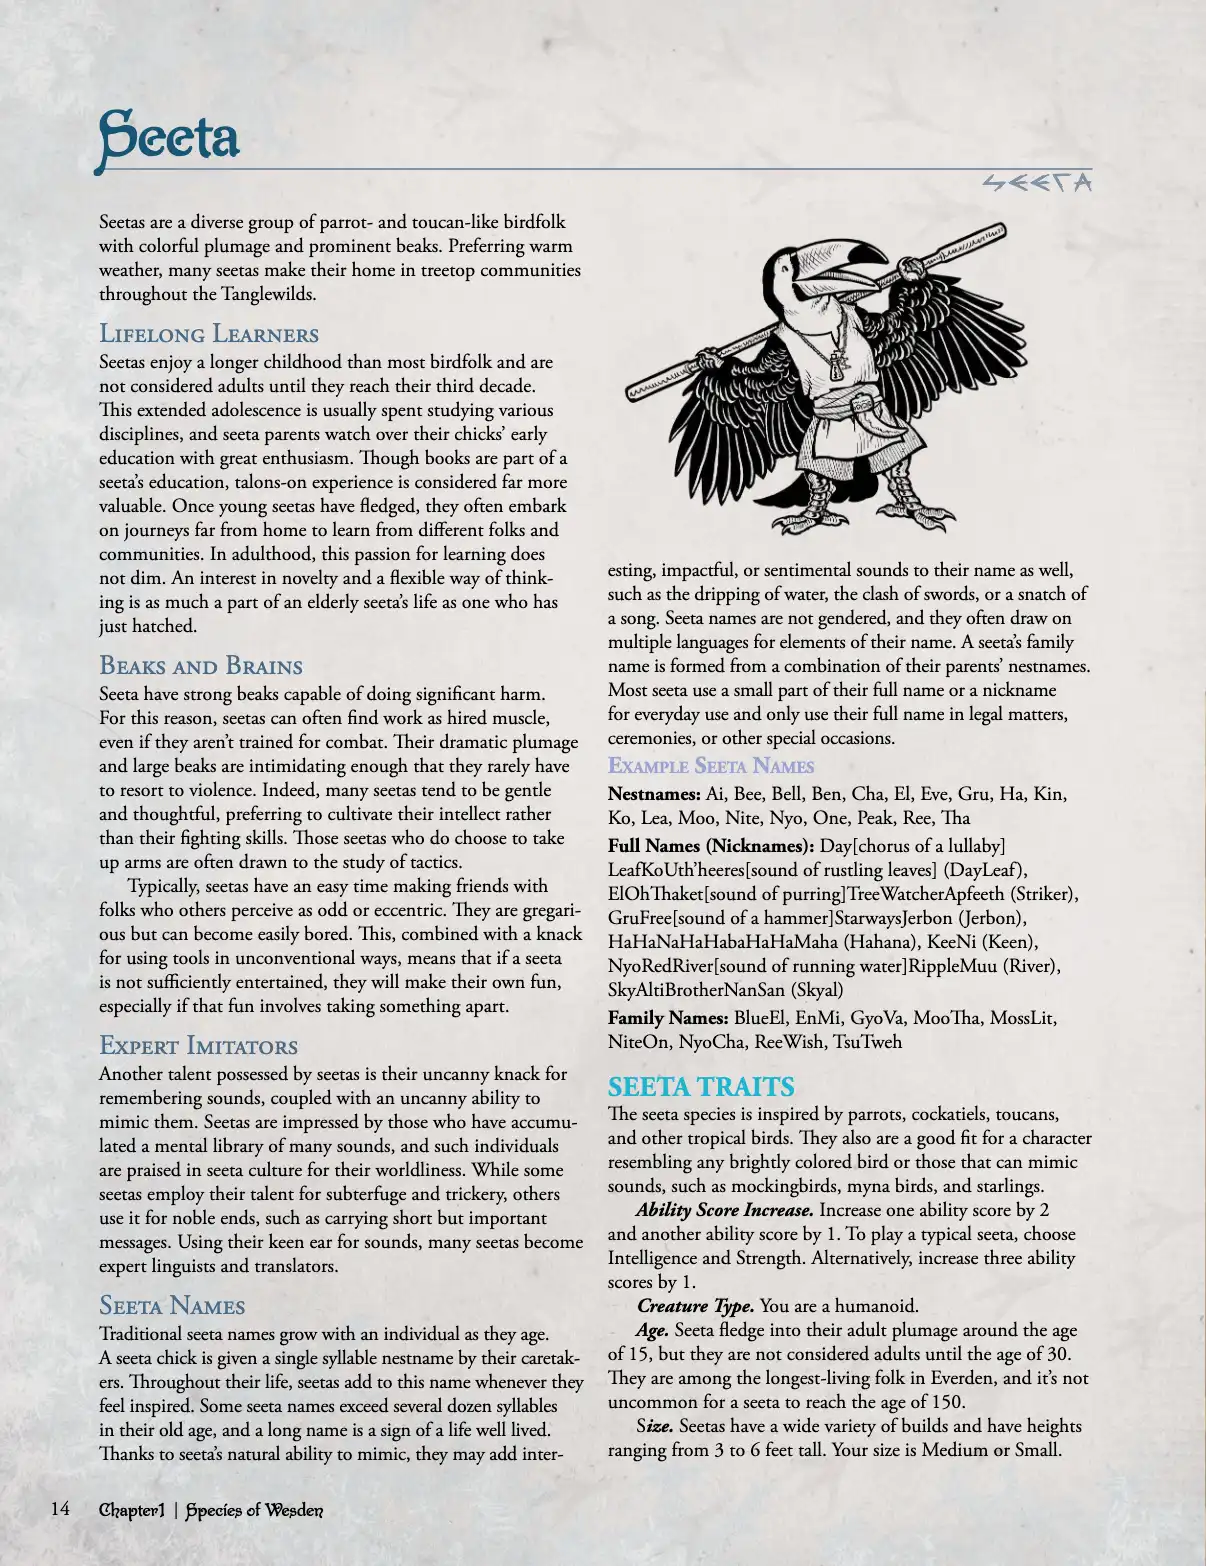 Seeta
SEETA
Seetas are a diverse group of parrot- and toucan-like birdfolk
with colorful plumage and prominent beaks. Preferring warm
weather, many seetas make their home in treetop communities
throughout the Tanglewilds.
Lifelong Learners
Seetas enjoy a longer childhood than most birdfolk and are
not considered adults until they reach their third decade.
This extended adolescence is usually spent studying various
disciplines, and seeta parents watch over their chicks' early
education with great enthusiasm. Though books are part of a
seeta's education, talons-on experience is considered far more
valuable. Once young seetas have fledged, they often embark
on journeys far from home to learn from different folks and
communities. In adulthood, this passion for learning does
not dim. An interest in novelty and a flexible way of think-
ing is as much a part of an elderly seeta's life as one who has
just hatched.
Beaks and Brains
Seeta have strong beaks capable of doing significant harm.
For this reason, seetas can often find work as hired muscle,
even if they aren't trained for combat. Their dramatic plumage
and large beaks are intimidating enough that they rarely have
to resort to violence. Indeed, many seetas tend to be gentle
and thoughtful, preferring to cultivate their intellect rather
than their fighting skills. Those seetas who do choose to take
up arms are often drawn to the study of tactics.
Typically, seetas have an easy time making friends with
folks who others perceive as odd or eccentric. They are gregari-
ous but can become easily bored. This, combined with a knack
for using tools in unconventional ways, means that if a seeta
is not sufficiently entertained, they will make their own fun,
especially if that fun involves taking something apart.
Expert Imitators
Another talent possessed by seetas is their uncanny knack for
remembering sounds, coupled with an uncanny ability to
mimic them. Seetas are impressed by those who have accumu-
lated a mental library of many sounds, and such individuals
are praised in seeta culture for their worldliness. While some
seetas employ their talent for subterfuge and trickery, others
use it for noble ends, such as carrying short but important
messages. Using their keen ear for sounds, many seetas become
expert linguists and translators.
Seeta Names
Traditional seeta names grow with an individual as they age.
A seeta chick is given a single syllable nestname by their caretak-
ers. Throughout their life, seetas add to this name whenever they
feel inspired. Some seeta names exceed several dozen syllables
in their old age, and a long name is a sign of a life well lived.
Thanks to seeta's natural ability to mimic, they may add inter-
esting, impactful, or sentimental sounds to their name as well,
such as the dripping of water, the clash of swords, or a snatch of
a song. Seeta names are not gendered, and they often draw on
multiple languages for elements of their name. A seeta's family
name is formed from a combination of their parents' nestnames.
Most seeta use a small part of their full name or a nickname
for everyday use and only use their full name in legal matters,
ceremonies, or other special occasions.
Example Seeta Names
Nestnames: Ai, Bee, Bell, Ben, Cha, El, Eve, Gru, Ha, Kin,
Ko, Lea, Moo, Nite, Nyo, One, Peak, Ree, Tha
Full Names (Nicknames): Day[chorus of a lullaby]
LeafKoUth'heeres[sound of rustling leaves] (DayLeaf),
ElOhThaket[sound of purring]TreeWatcherApfeeth (Striker),
GruFree[sound of a hammer]StarwaysJerbon (Jerbon),
HaHaNaHaHabaHaHaMaha (Hahana), KeeNi (Keen),
NyoRedRiver[sound of running water]RippleMuu (River),
SkyAltiBrotherNanSan (Skyal)
Family Names: BlueEl, EnMi, GyoVa, MooTha, MossLit,
NiteOn, NyoCha, ReeWish, TsuTweh
SEETA TRAITS
The seeta species is inspired by parrots, cockatiels, toucans,
and other tropical birds. They also are a good fit for a character
resembling any brightly colored bird or those that can mimic
sounds, such as mockingbirds, myna birds, and starlings.
Ability Score Increase. Increase one ability score by 2
and another ability score by 1. To play a typical seeta, choose
Intelligence and Strength. Alternatively, increase three ability
scores by 1.
Creature Type. You are a humanoid.
Age. Seeta fledge into their adult plumage around the age
of 15, but they are not considered adults until the age of 30.
They are among the longest-living folk in Everden, and it's not
uncommon for a seeta to reach the age of 150.
Size. Seetas have a wide variety of builds and have heights
ranging from 3 to 6 feet tall. Your size is Medium or Small.
14 Chapter1 | Species of Wesden